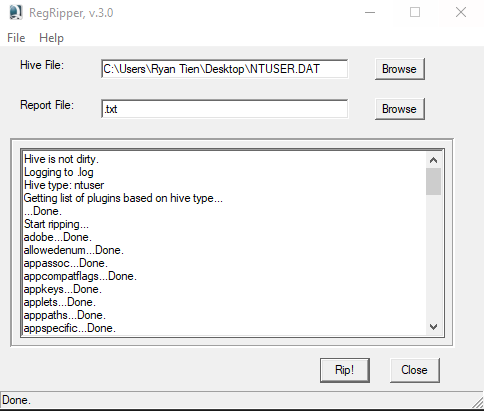 RegRipper, v.3.0
File Help
Hive File: C:\Users\Ryan Tien\Desktop\NTUSER.DAT Browse
Report File: .txt Browse
Hive is not dirty.
Logging to .log
Hive type: ntuser
Getting list of plugins based on hive type...
...Done.
Start ripping...
adobe...Done.
allowedenum...Done.
appassoc...Done.
appcompatflags...Done.
appkeys...Done.
applets...Done.
apppaths...Done.
appspecific...Done.
Rip! Close
Done.